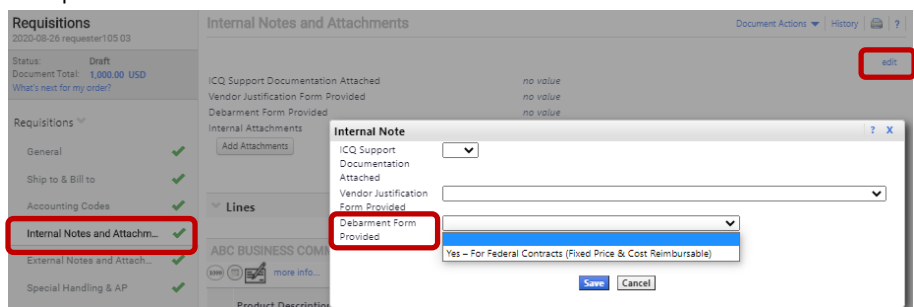 Requisitions
2020-08-26 requester105 03
Status: Draft
Document Total: 1,000.00 USD
What's next for my order?
Requisitions
General
Ship to & Bill to
Accounting Codes
Internal Notes and Attachm...
External Notes and Attach...
Special Handling & AP
Internal Notes and Attachments
Document Actions History ?
edit
ICQ Support Documentation Attached no value
Vendor Justification Form Provided no value
Debarment Form Provided no value
Internal Attachments
Add Attachments
Lines
ABC BUSINESS COMM
more info...
Product Description
Internal Note ? X
ICQ Support
Documentation
Attached
Vendor Justification
Form Provided
Debarment Form
Provided
Yes – For Federal Contracts (Fixed Price & Cost Reimbursable)
Save Cancel